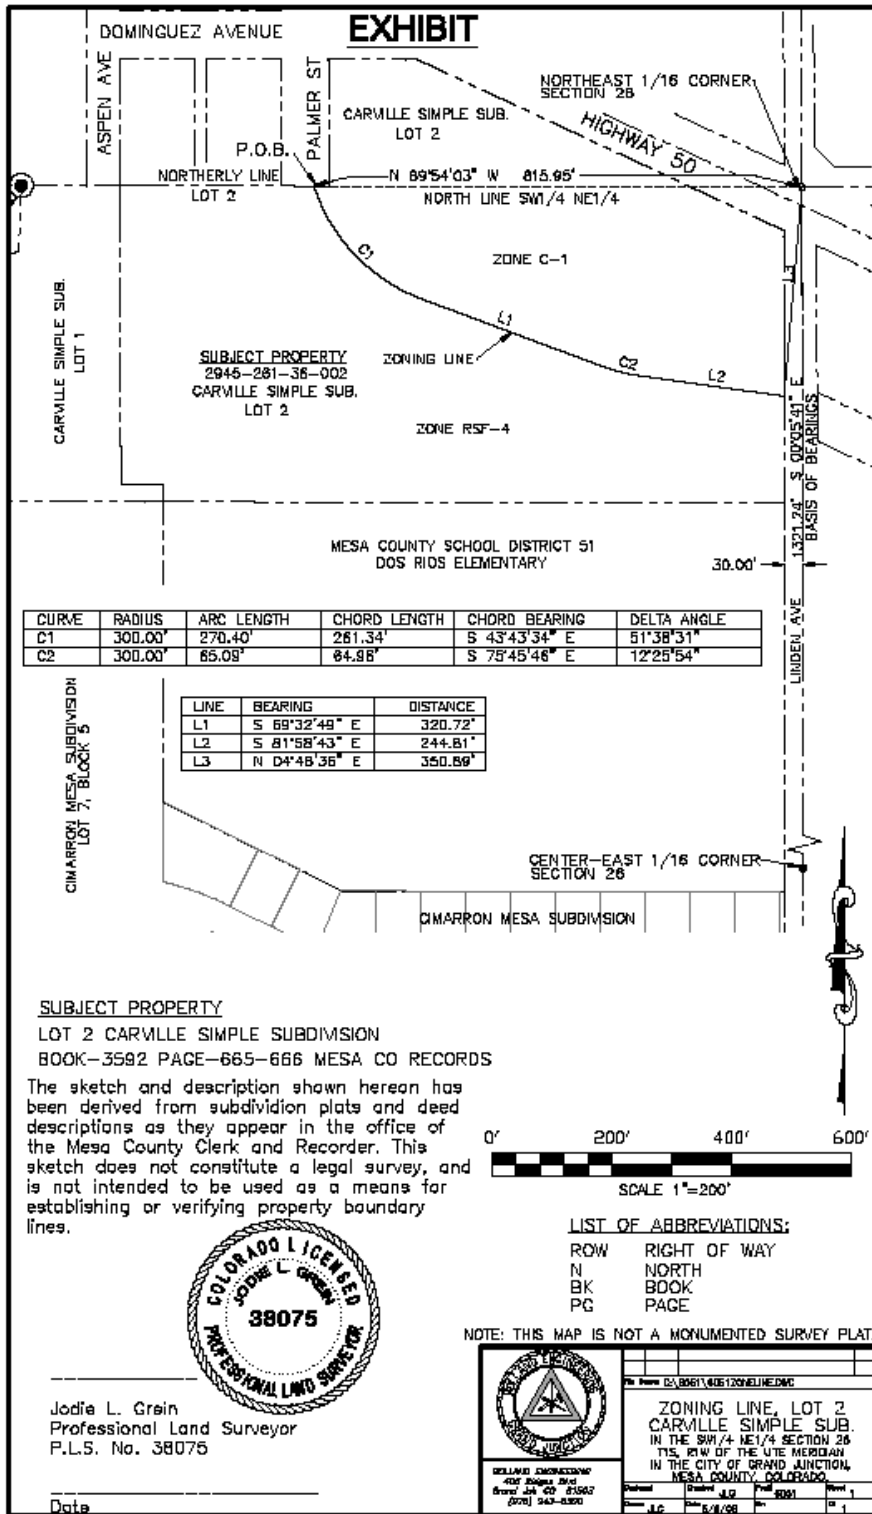 EXHIBIT
DOMINGUEZ AVENUE
ASPEN AVE
PALMER ST
CARVILLE SIMPLE SUB.
LOT 2
NORTHEAST 1/16 CORNER
SECTION 26
HIGHWAY 50
P.O.B.
NORTHERLY LINE
LOT 2
N 89°54'03" W 815.95'
NORTH LINE SW1/4 NE1/4
C1
ZONE C-1
L3
L1
ZONING LINE
C2
L2
CARVILLE SIMPLE SUB.
LOT 1
SUBJECT PROPERTY
2945-261-36-002
CARVILLE SIMPLE SUB.
LOT 2
ZONE RSF-4
1321.24' S 00°05'41" E
BASIS OF BEARINGS
MESA COUNTY SCHOOL DISTRICT 51
DOS RIOS ELEMENTARY
30.00'
LINDEN AVE
CURVE RADIUS ARC LENGTH CHORD LENGTH CHORD BEARING DELTA ANGLE
C1 300.00' 270.40' 261.34' S 43°43'34" E 51°38'31"
C2 300.00' 65.09' 64.96' S 75°45'46" E 12°25'54"
LINE BEARING DISTANCE
L1 S 69°32'49" E 320.72'
L2 S 81°58'43" E 244.81'
L3 N 04°46'36" E 350.89'
CIMARRON MESA SUBDIVISION
LOT 7, BLOCK 5
CENTER-EAST 1/16 CORNER
SECTION 26
CIMARRON MESA SUBDIVISION
SUBJECT PROPERTY
LOT 2 CARVILLE SIMPLE SUBDIVISION
BOOK-3592 PAGE-665-666 MESA CO RECORDS
The sketch and description shown hereon has
been derived from subdividion plats and deed
descriptions as they appear in the office of
the Mesa County Clerk and Recorder. This
sketch does not constitute a legal survey, and
is not intended to be used as a means for
establishing or verifying property boundary
lines.
0' 200' 400' 600'
SCALE 1"=200'
LIST OF ABBREVIATIONS:
ROW RIGHT OF WAY
N NORTH
BK BOOK
PG PAGE
NOTE: THIS MAP IS NOT A MONUMENTED SURVEY PLAT.
COLORADO LICENSED
JODIE L. GREIN
38075
PROFESSIONAL LAND SURVEYOR
Jodie L. Grein
Professional Land Surveyor
P.L.S. No. 38075
Date
GRAND JUNCTION
ZONING LINE, LOT 2
CARVILLE SIMPLE SUB.
IN THE SW1/4 NE1/4 SECTION 26
T1S, R1W OF THE UTE MERIDIAN
IN THE CITY OF GRAND JUNCTION,
MESA COUNTY, COLORADO